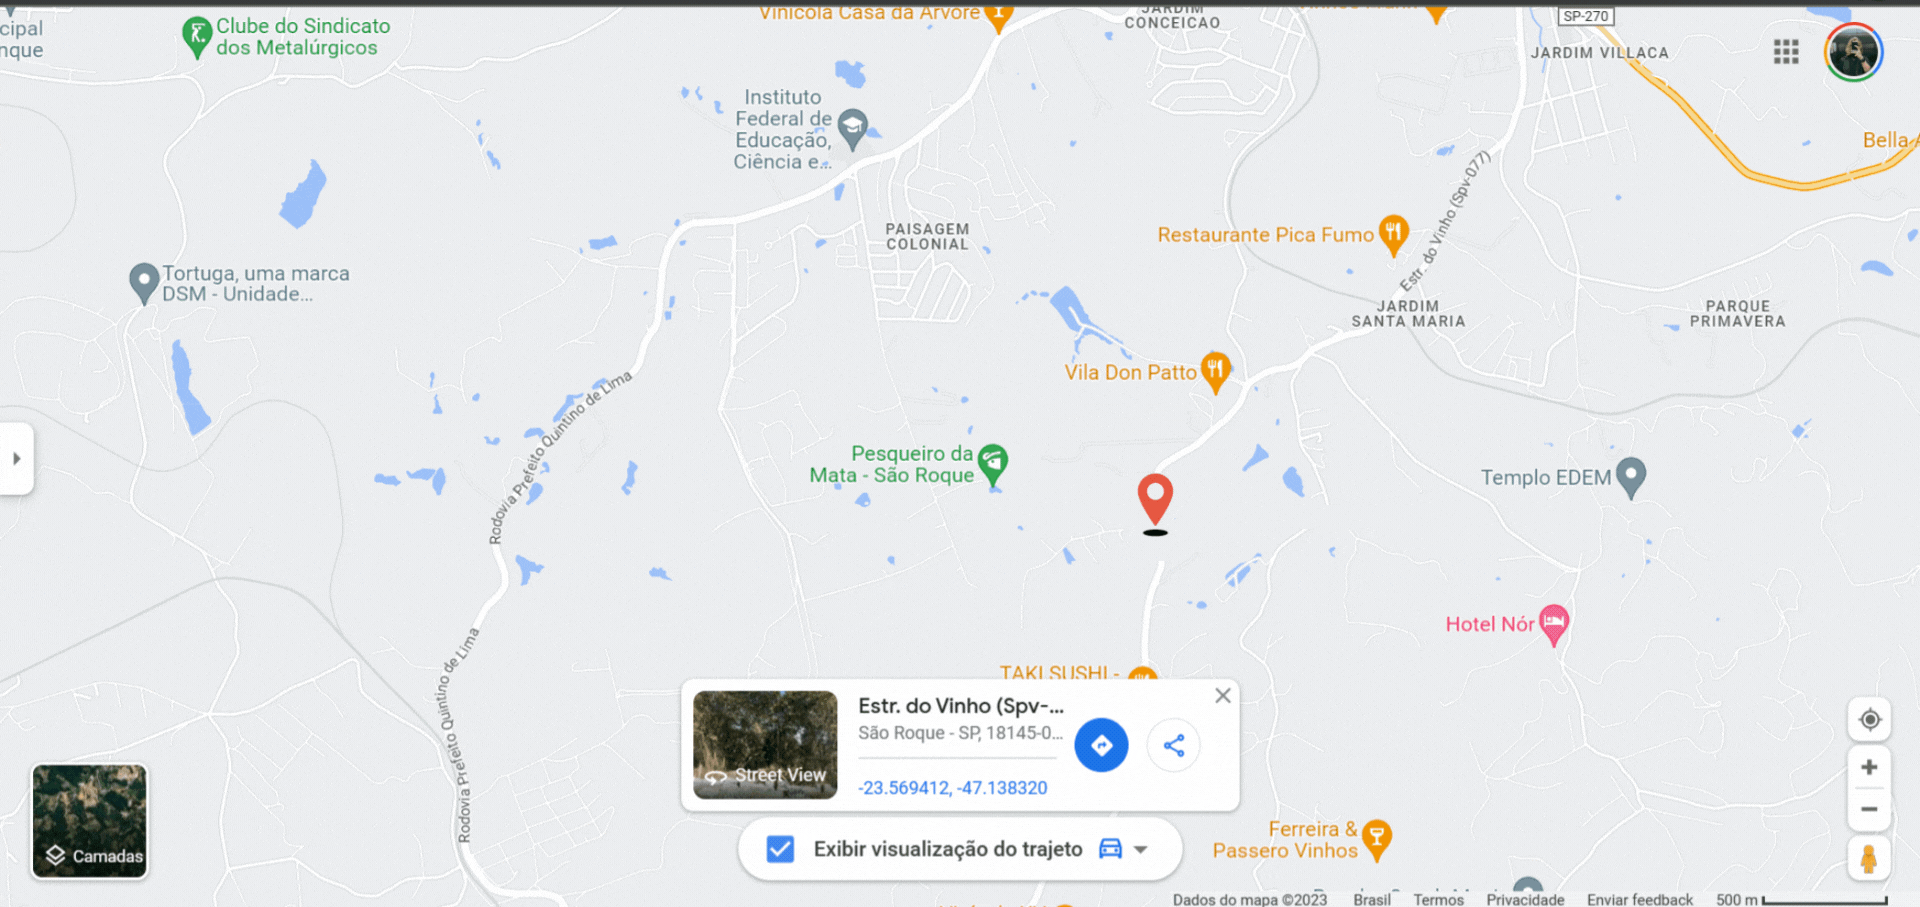 cipal
nque
Clube do Sindicato
dos Metalúrgicos
Vinícola Casa da Árvore
JARDIM
CONCEICAO
SP-270
JARDIM VILLACA
Instituto
Federal de
Educação,
Ciência e...
Bella A
Estr. do Vinho (Spv-077)
PAISAGEM
COLONIAL
Restaurante Pica Fumo
Tortuga, uma marca
DSM - Unidade...
JARDIM
SANTA MARIA
PARQUE
PRIMAVERA
Vila Don Patto
Rodovia Prefeito Quintino de Lima
Pesqueiro da
Mata - São Roque
Templo EDEM
Hotel Nór
Rodovia Prefeito Quintino de Lima
TAKI SUSHI -
Estr. do Vinho (Spv-...
São Roque - SP, 18145-0...
Street View
-23.569412, -47.138320
Camadas
Exibir visualização do trajeto
Ferreira &
Passero Vinhos
Dados do mapa ©2023 Brasil Termos Privacidade Enviar feedback 500 m